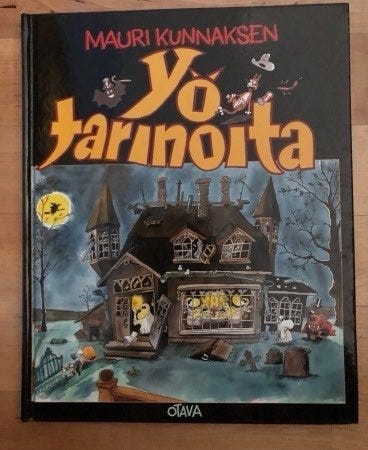 MAURI KUNNAKSEN
Yö
tarinoita
OTAVA